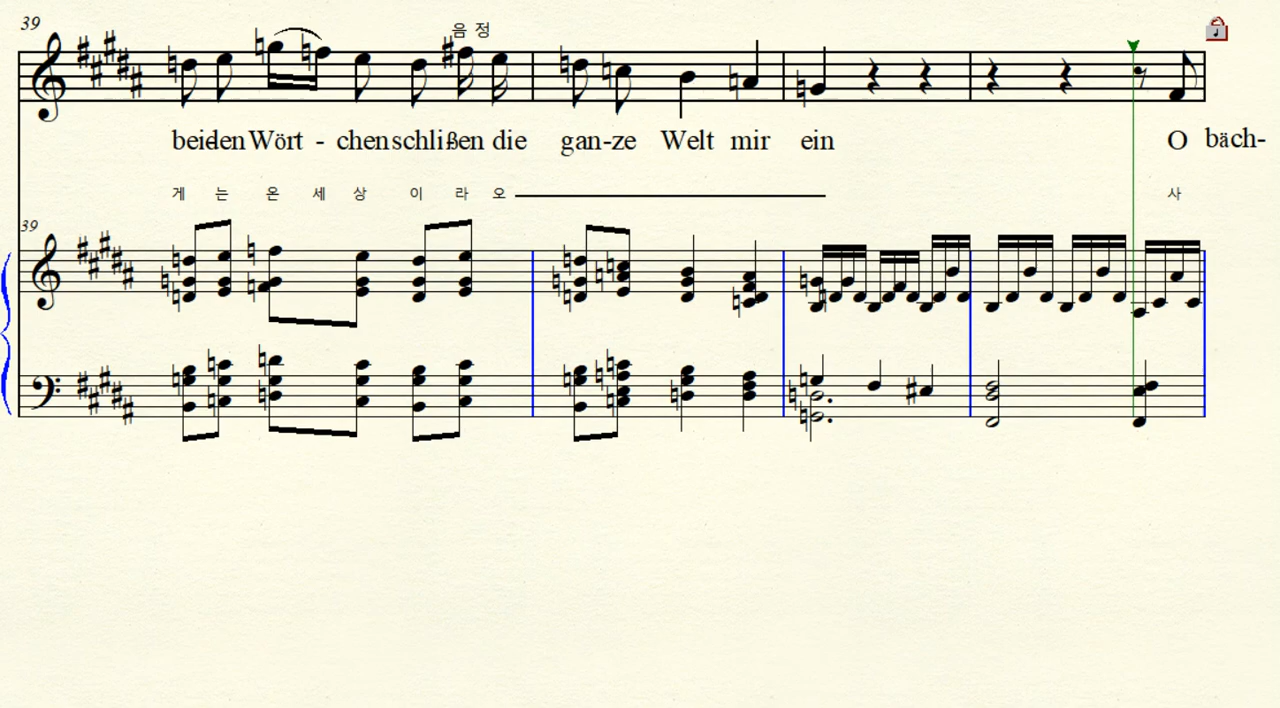 39
음 정
beiden Wört - chen schlißen die gan-ze Welt mir ein O bäch-
게 는 온 세 상 이 라 오 사
39